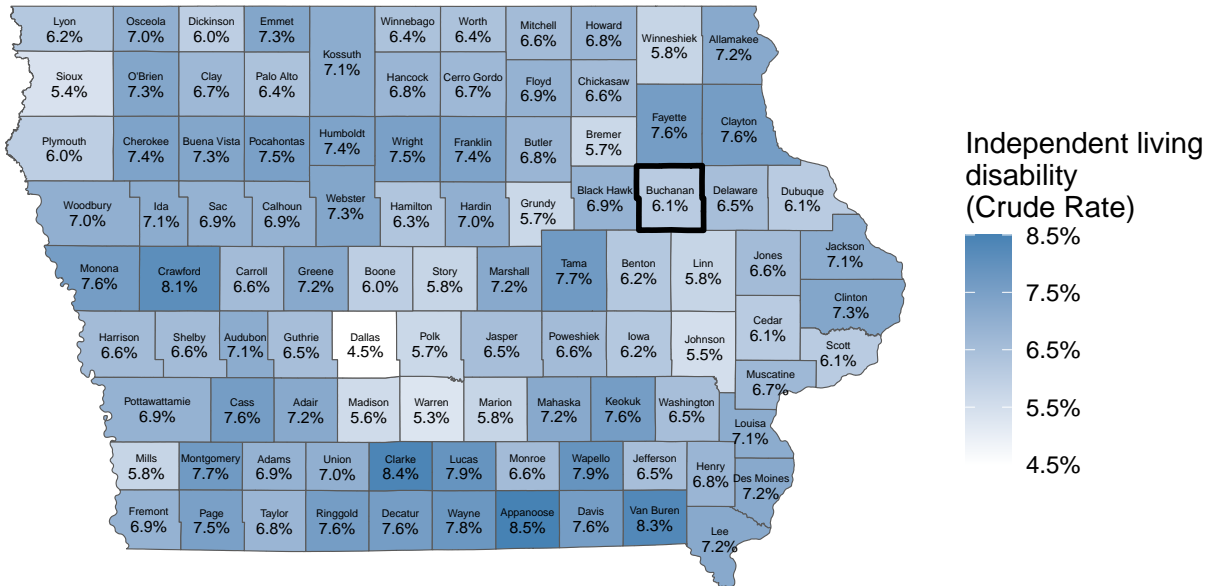 Lyon
6.2%
Osceola
7.0%
Dickinson
6.0%
Emmet
7.3%
Kossuth
7.1%
Winnebago
6.4%
Worth
6.4%
Mitchell
6.6%
Howard
6.8%
Winneshiek
5.8%
Allamakee
7.2%
Sioux
5.4%
O'Brien
7.3%
Clay
6.7%
Palo Alto
6.4%
Hancock
6.8%
Cerro Gordo
6.7%
Floyd
6.9%
Chickasaw
6.6%
Fayette
7.6%
Clayton
7.6%
Plymouth
6.0%
Cherokee
7.4%
Buena Vista
7.3%
Pocahontas
7.5%
Humboldt
7.4%
Wright
7.5%
Franklin
7.4%
Butler
6.8%
Bremer
5.7%
Woodbury
7.0%
Ida
7.1%
Sac
6.9%
Calhoun
6.9%
Webster
7.3%
Hamilton
6.3%
Hardin
7.0%
Grundy
5.7%
Black Hawk
6.9%
Buchanan
6.1%
Delaware
6.5%
Dubuque
6.1%
Monona
7.6%
Crawford
8.1%
Carroll
6.6%
Greene
7.2%
Boone
6.0%
Story
5.8%
Marshall
7.2%
Tama
7.7%
Benton
6.2%
Linn
5.8%
Jones
6.6%
Jackson
7.1%
Clinton
7.3%
Harrison
6.6%
Shelby
6.6%
Audubon
7.1%
Guthrie
6.5%
Dallas
4.5%
Polk
5.7%
Jasper
6.5%
Poweshiek
6.6%
Iowa
6.2%
Johnson
5.5%
Cedar
6.1%
Scott
6.1%
Muscatine
6.7%
Pottawattamie
6.9%
Cass
7.6%
Adair
7.2%
Madison
5.6%
Warren
5.3%
Marion
5.8%
Mahaska
7.2%
Keokuk
7.6%
Washington
6.5%
Louisa
7.1%
Mills
5.8%
Montgomery
7.7%
Adams
6.9%
Union
7.0%
Clarke
8.4%
Lucas
7.9%
Monroe
6.6%
Wapello
7.9%
Jefferson
6.5%
Henry
6.8%
Des Moines
7.2%
Fremont
6.9%
Page
7.5%
Taylor
6.8%
Ringgold
7.6%
Decatur
7.6%
Wayne
7.8%
Appanoose
8.5%
Davis
7.6%
Van Buren
8.3%
Lee
7.2%
Independent living
disability
(Crude Rate)
8.5%
7.5%
6.5%
5.5%
4.5%